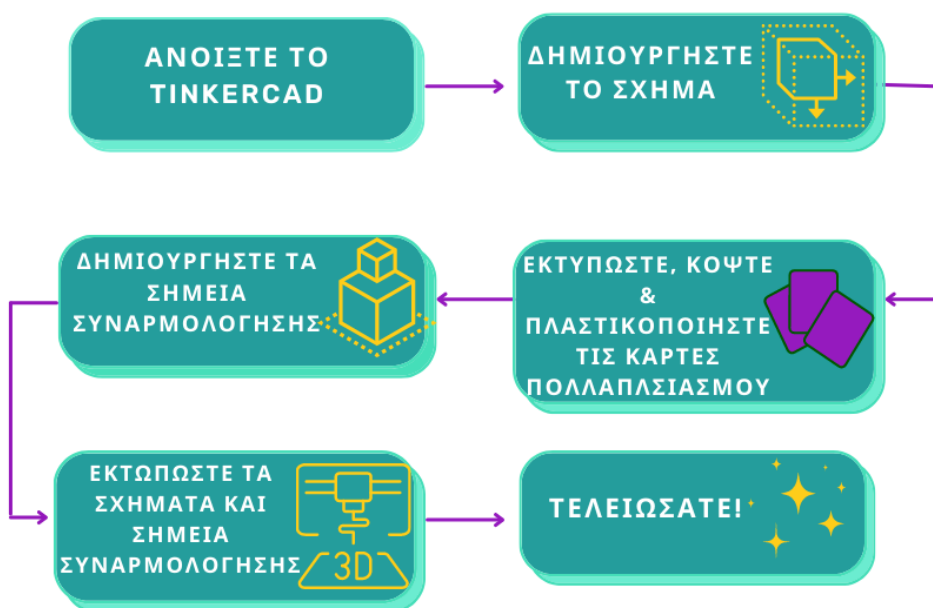 ΑΝΟΙΞΤΕ ΤΟ
TINKERCAD
ΔΗΜΙΟΥΡΓΗΣΤΕ
ΤΟ ΣΧΗΜΑ
ΕΚΤΥΠΩΣΤΕ, ΚΟΨΤΕ
&
ΠΛΑΣΤΙΚΟΠΟΙΗΣΤΕ
ΤΙΣ ΚΑΡΤΕΣ
ΠΟΛΛΑΠΛΣΙΑΣΜΟΥ
ΔΗΜΙΟΥΡΓΗΣΤΕ ΤΑ
ΣΗΜΕΙΑ
ΣΥΝΑΡΜΟΛΟΓΗΣΗΣ
ΕΚΤΩΠΩΣΤΕ ΤΑ
ΣΧΗΜΑΤΑ ΚΑΙ
ΣΗΜΕΙΑ
ΣΥΝΑΡΜΟΛΟΓΗΣΗΣ
3D
ΤΕΛΕΙΩΣΑΤΕ!